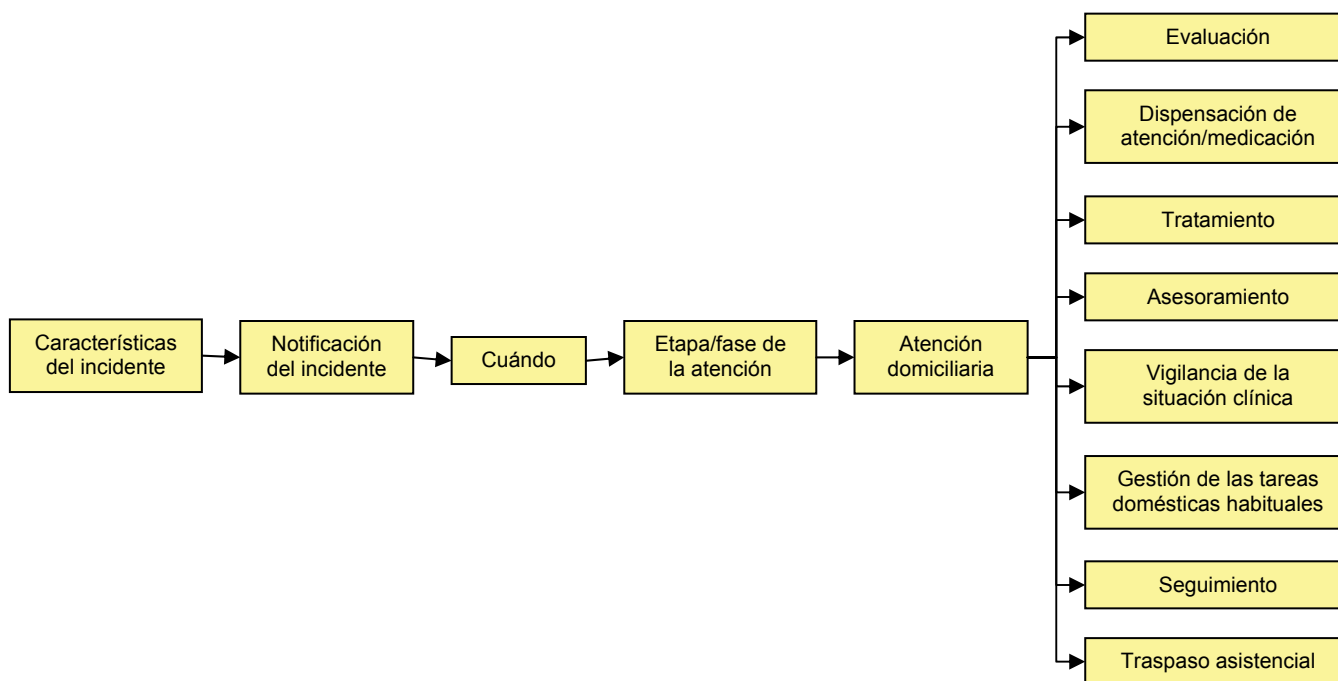 Características
del incidente
Notificación
del incidente
Cuándo
Etapa/fase de
la atención
Atención
domiciliaria
Evaluación
Dispensación de
atención/medicación
Tratamiento
Asesoramiento
Vigilancia de la
situación clínica
Gestión de las tareas
domésticas habituales
Seguimiento
Traspaso asistencial